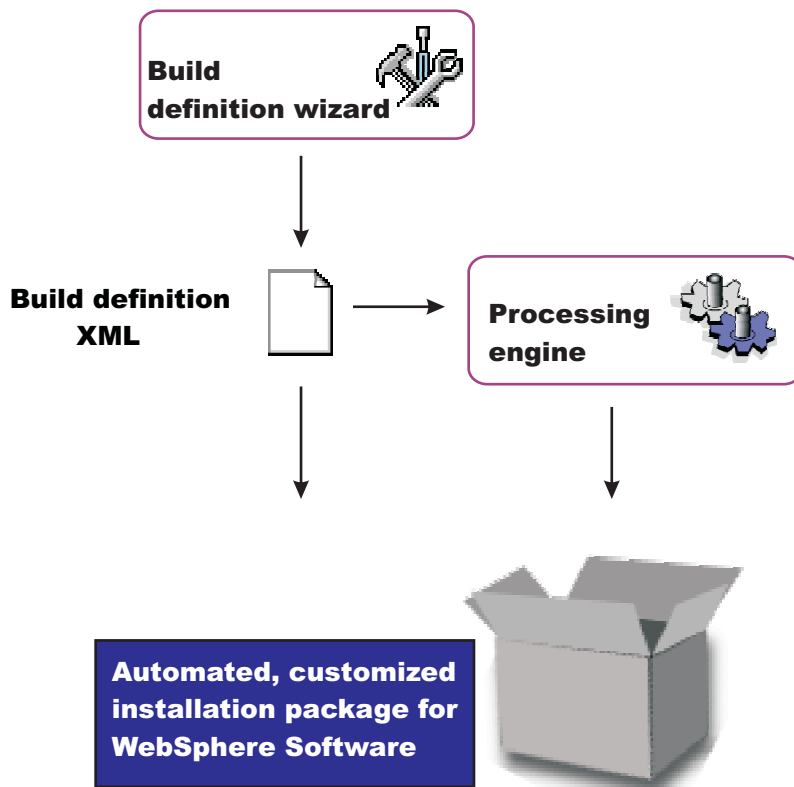 Build
definition wizard
Build definition
XML
Processing
engine
Automated, customized
installation package for
WebSphere Software